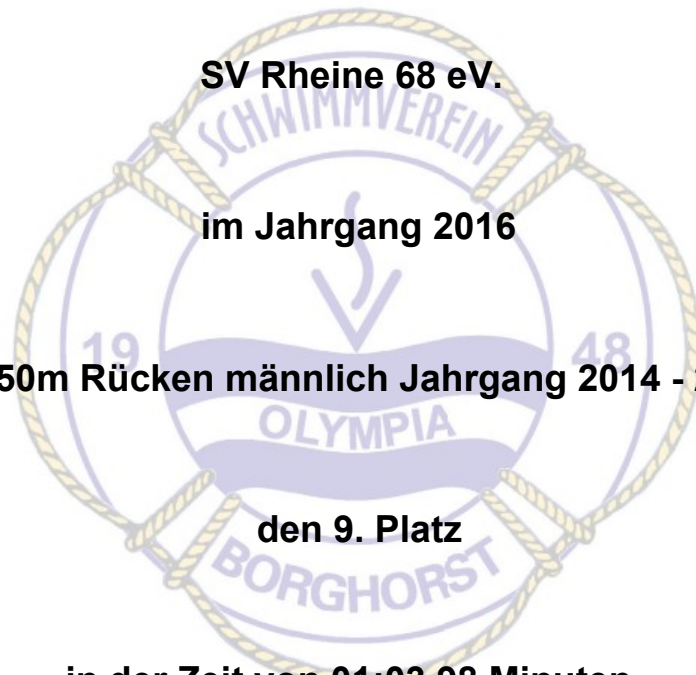 SV Rheine 68 eV.
SCHWIMMVEREIN
im Jahrgang 2016
19 48
50m Rücken männlich Jahrgang 2014 -
OLYMPIA
den 9. Platz
BORGHORST
in der Zeit von 01:03,98 Minuten